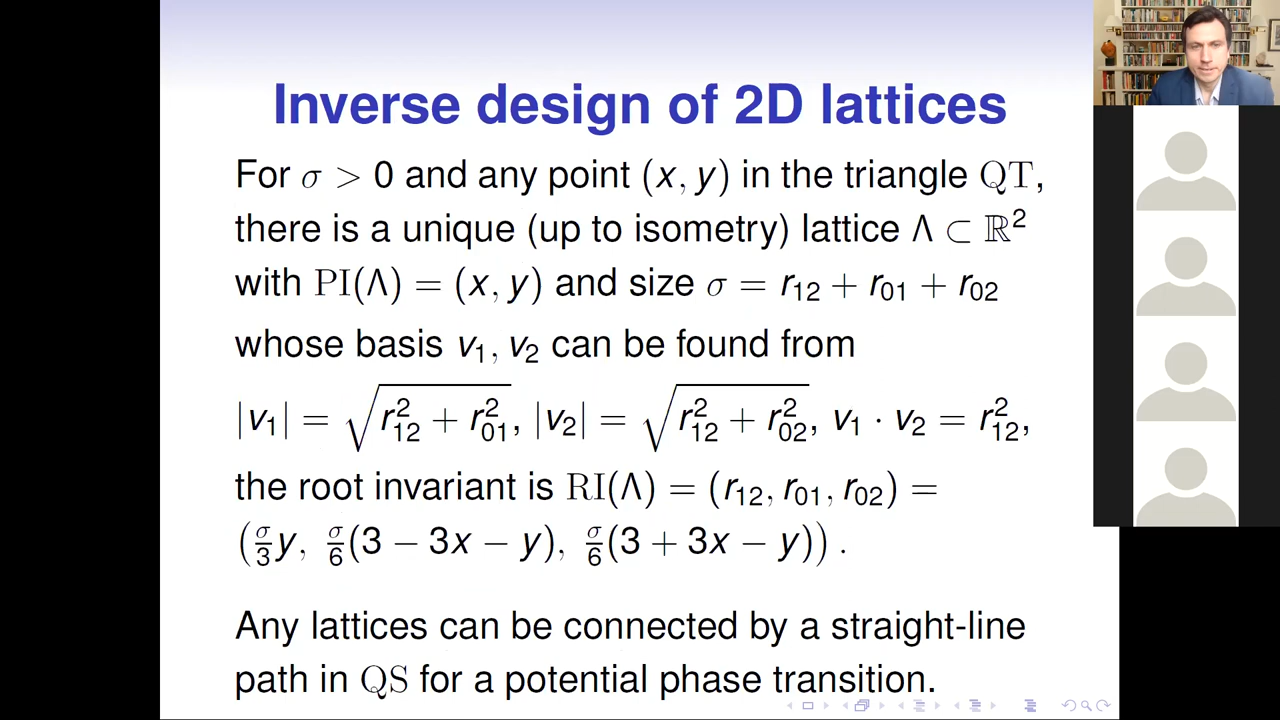 Inverse design of 2D lattices
For σ > 0 and any point (x, y) in the triangle QT,
there is a unique (up to isometry) lattice Λ ⊂ ℝ²
with PI(Λ) = (x, y) and size σ = r₁₂ + r₀₁ + r₀₂
whose basis v₁, v₂ can be found from
|v₁| = √(r₁₂² + r₀₁²), |v₂| = √(r₁₂² + r₀₂²), v₁ · v₂ = r₁₂²,
the root invariant is RI(Λ) = (r₁₂, r₀₁, r₀₂) =
(σ/3 y, σ/6 (3 − 3x − y), σ/6 (3 + 3x − y)) .
Any lattices can be connected by a straight-line
path in QS for a potential phase transition.